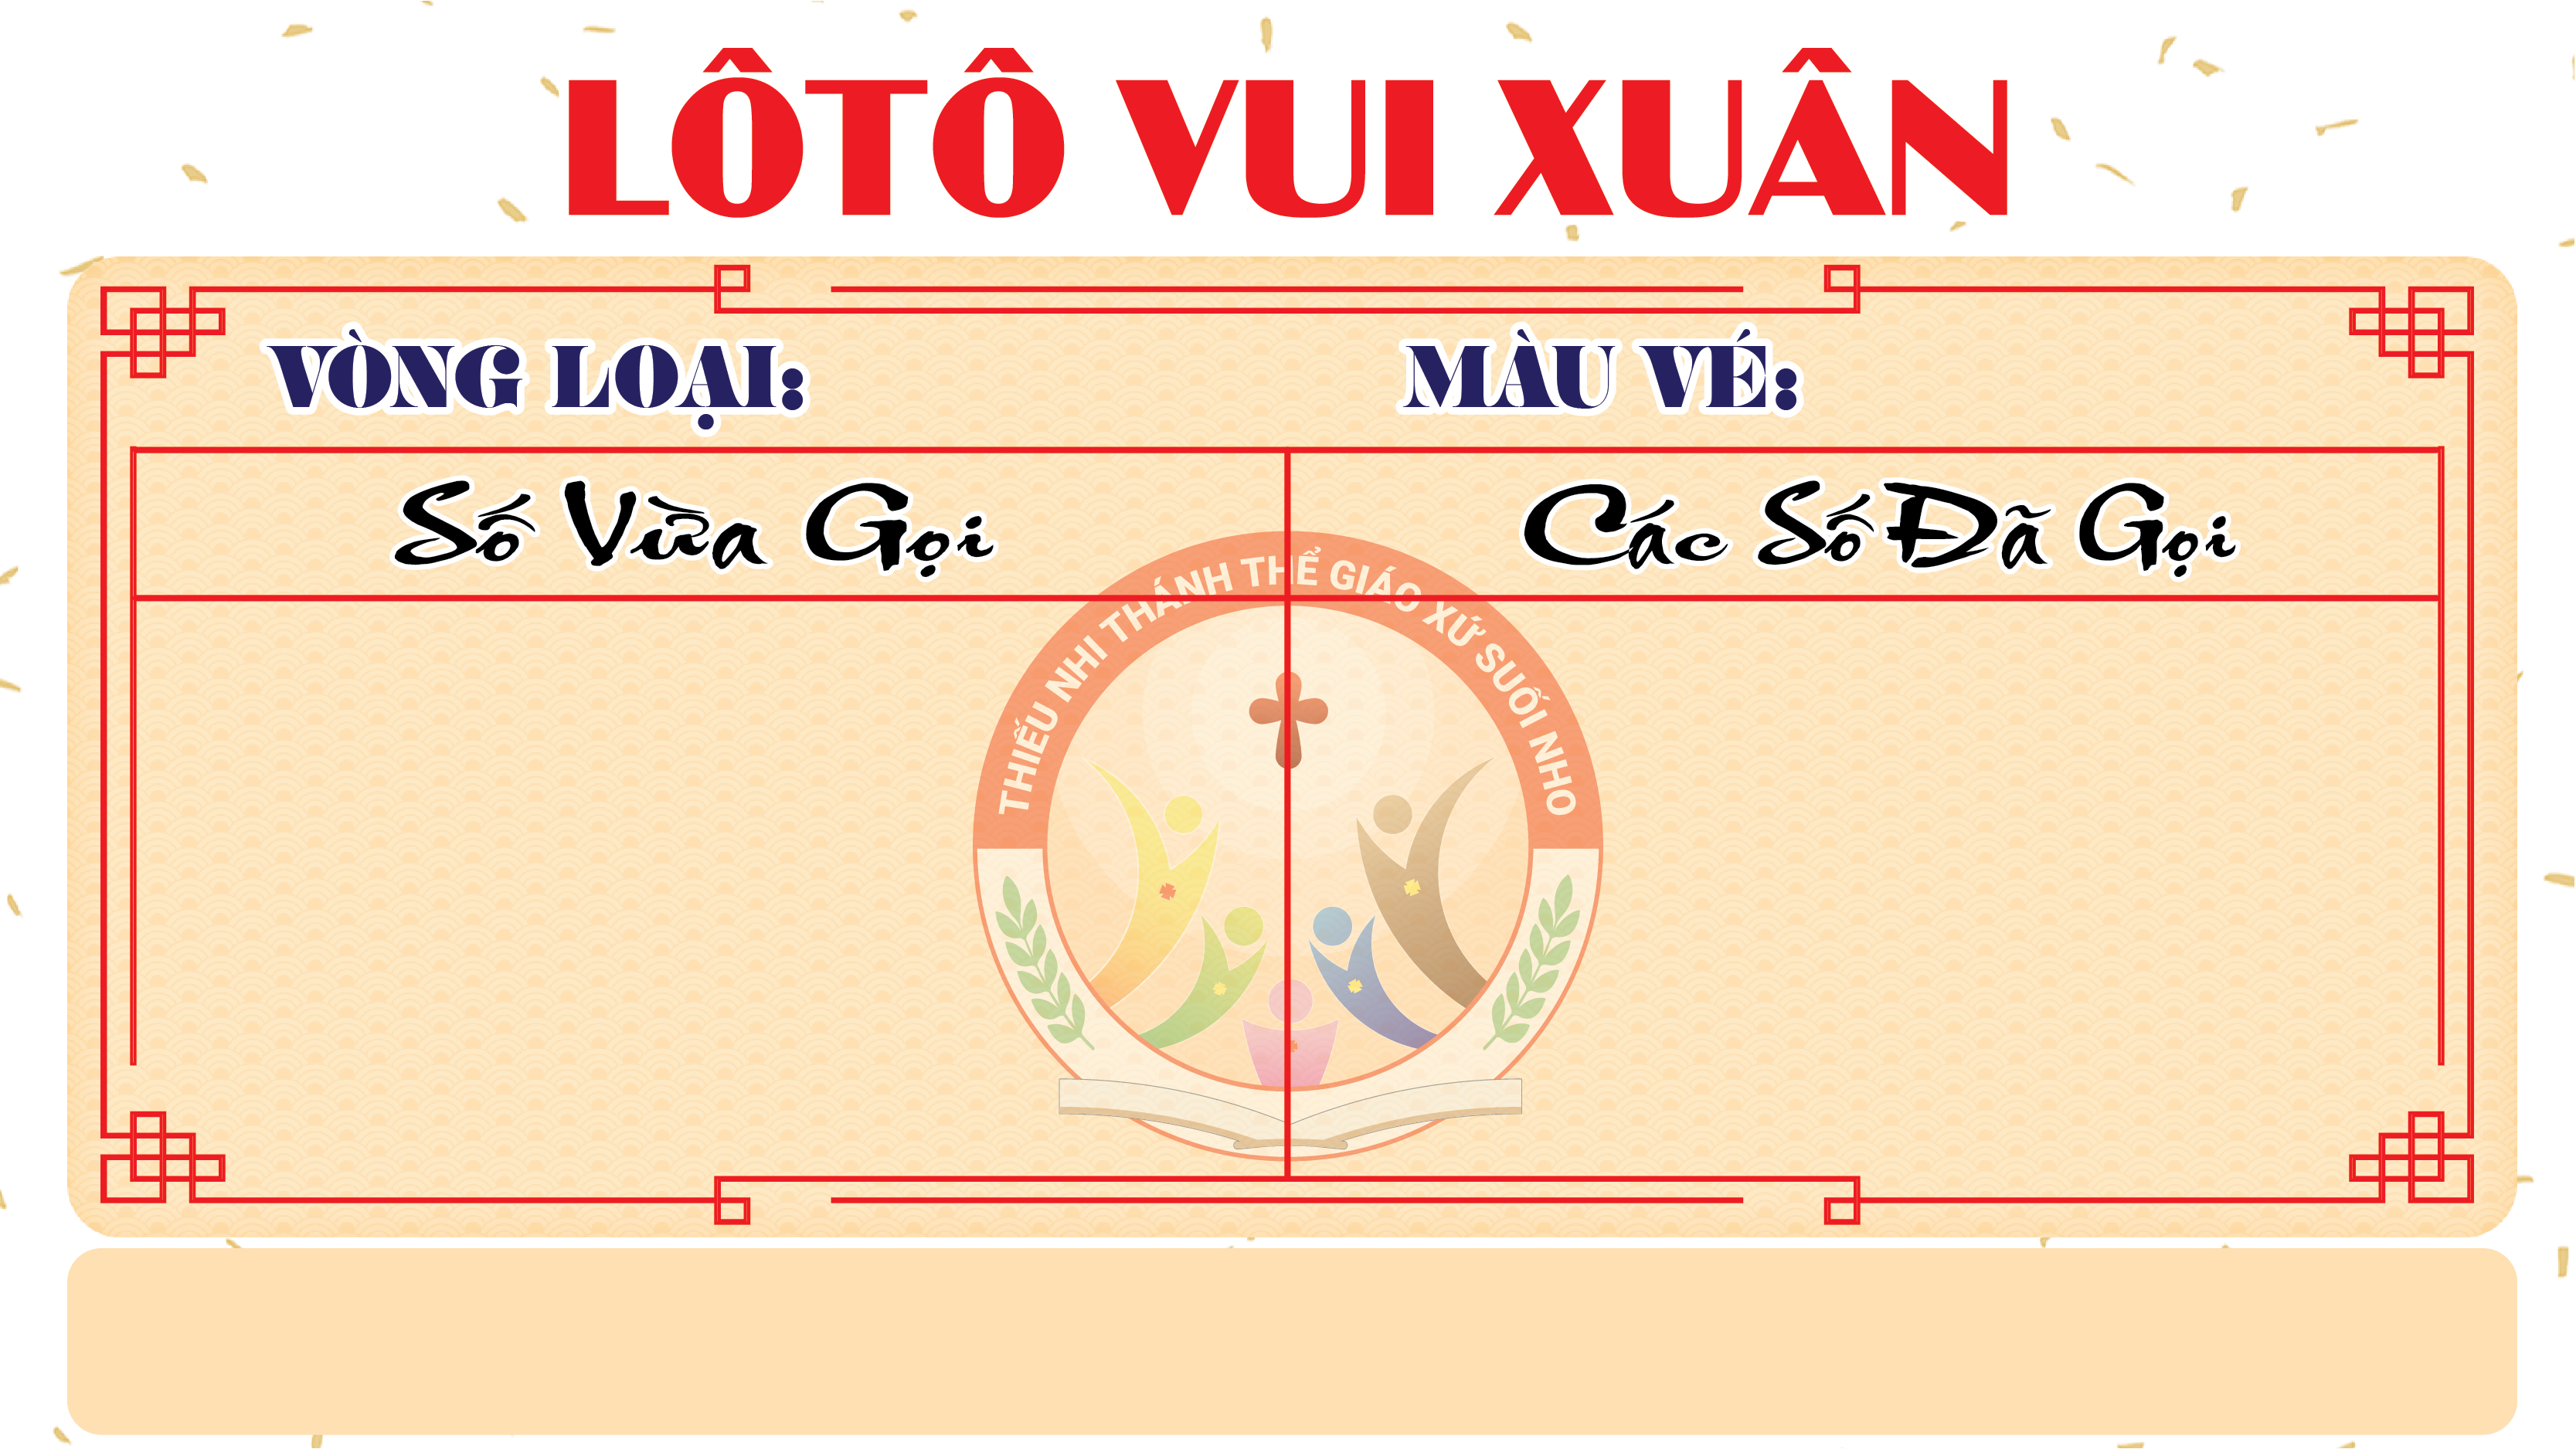 LÔTÔ VUI XUÂN
VÒNG LOẠI:
MÀU VÉ:
Số Vừa Gọi
Các Số Đã Gọi
THIẾU NHI THÁNH THỂ GIÁO XỨ SUỐI NHO